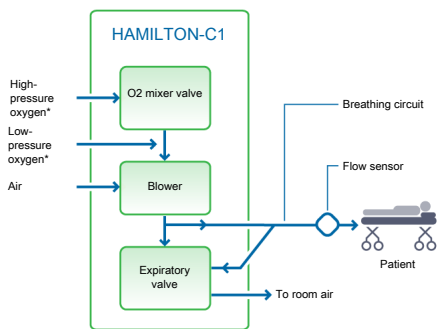 HAMILTON-C1
High-
pressure
oxygen*
O2 mixer valve
Breathing circuit
Low-
pressure
oxygen*
Flow sensor
Air
Blower
Patient
Expiratory
valve
To room air